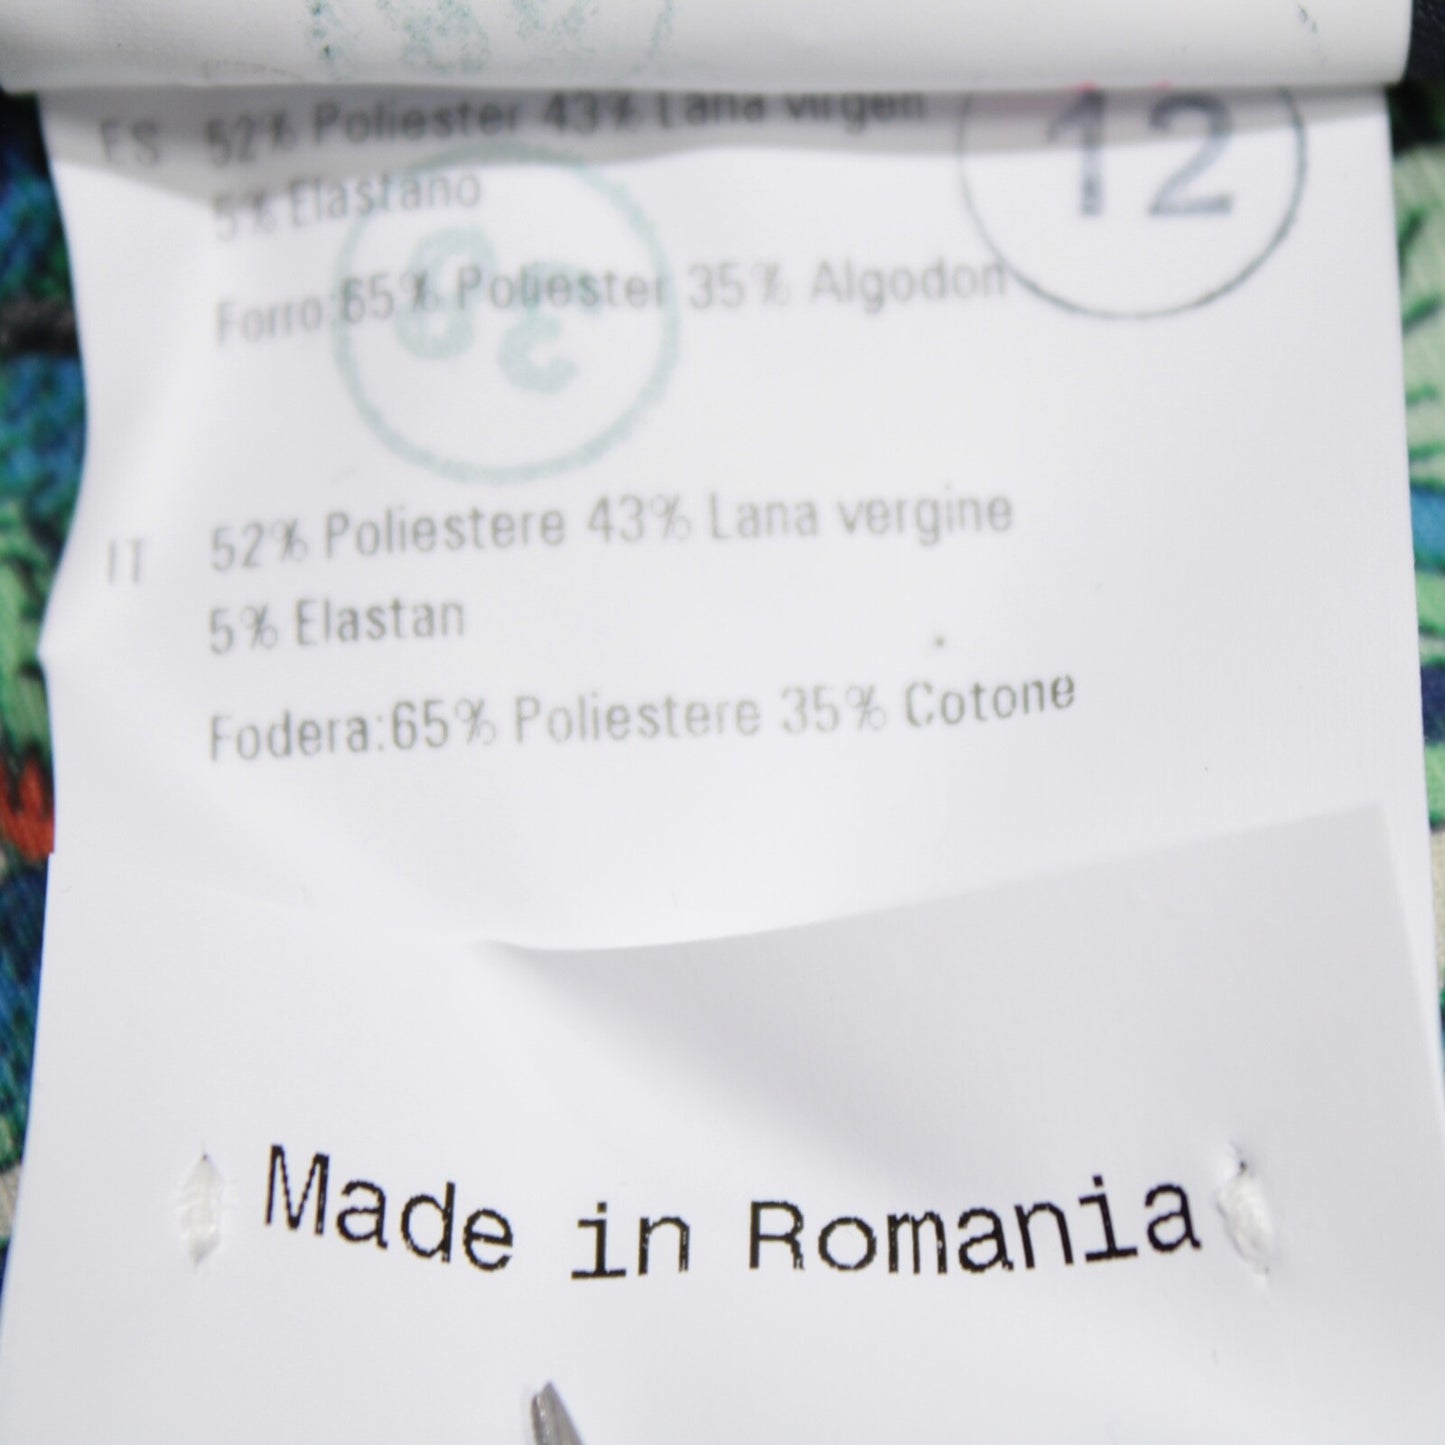 12
ES 52% Poliester 43% Lana virgen
5% Elastano
Forro:65% Poliester 35% Algodon
IT 52% Poliestere 43% Lana vergine
5% Elastan
Fodera:65% Poliestere 35% Cotone
Made in Romania